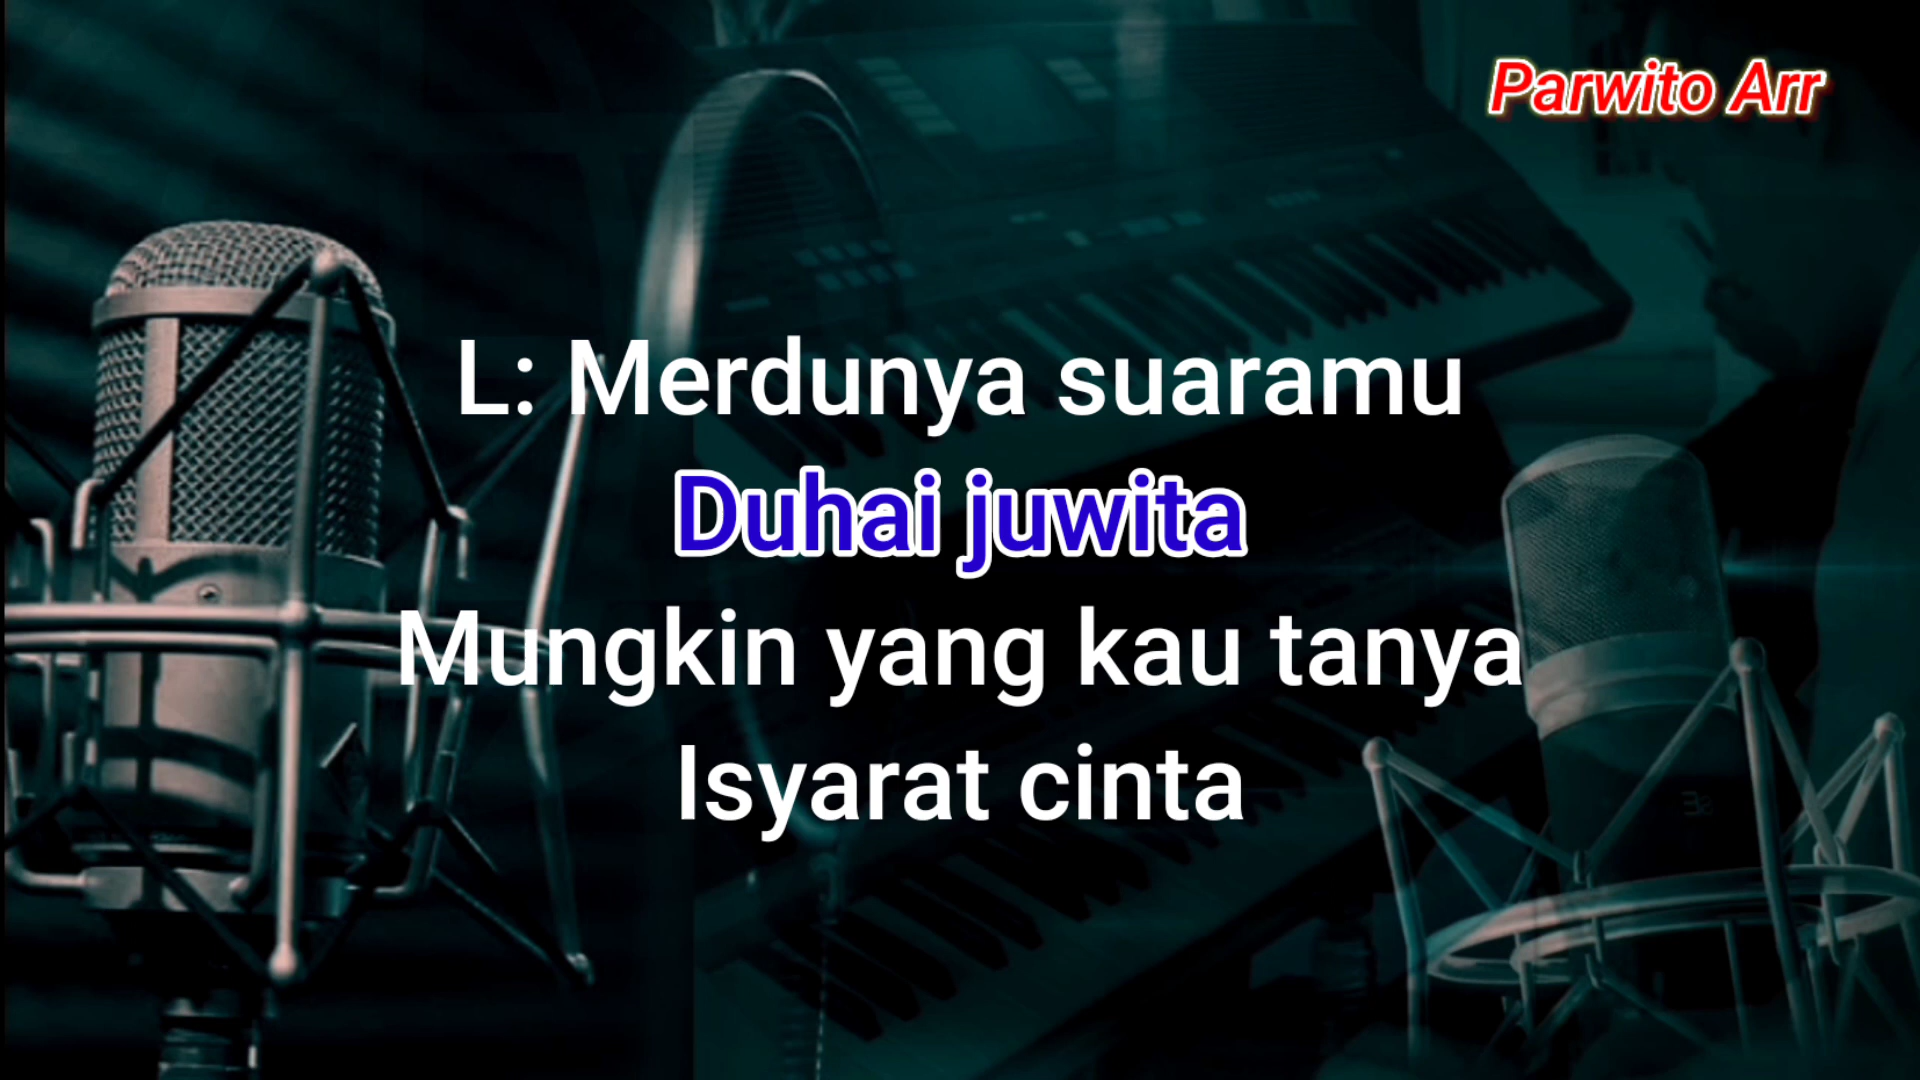 Parwito Arr
L: Merdunya suaramu
Duhai juwita
Mungkin yang kau tanya
Isyarat cinta